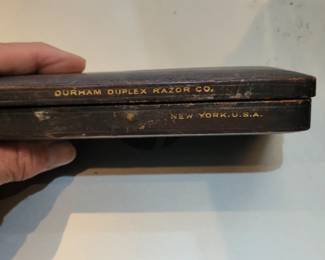 DURHAM DUPLEX RAZOR CO.
NEW YORK. U.S.A.